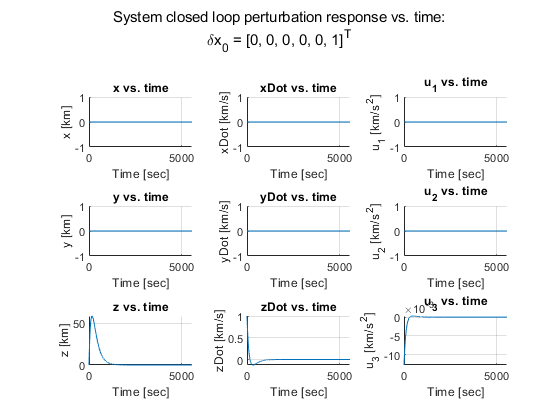 System closed loop perturbation response vs. time:
δx₀ = [0, 0, 0, 0, 0, 1]ᵀ
x vs. time
x [km]
1
0
-1
0 5000
Time [sec]
xDot vs. time
xDot [km/s]
1
0
-1
0 5000
Time [sec]
u₁ vs. time
u₁ [km/s²]
1
0
-1
0 5000
Time [sec]
y vs. time
y [km]
1
0
-1
0 5000
Time [sec]
yDot vs. time
yDot [km/s]
1
0
-1
0 5000
Time [sec]
u₂ vs. time
u₂ [km/s²]
1
0
-1
0 5000
Time [sec]
z vs. time
z [km]
50
0
0 5000
Time [sec]
zDot vs. time
zDot [km/s]
1
0.5
0
0 5000
Time [sec]
u₃ vs. time
×10⁻³
u₃ [km/s²]
0
-5
-10
0 5000
Time [sec]